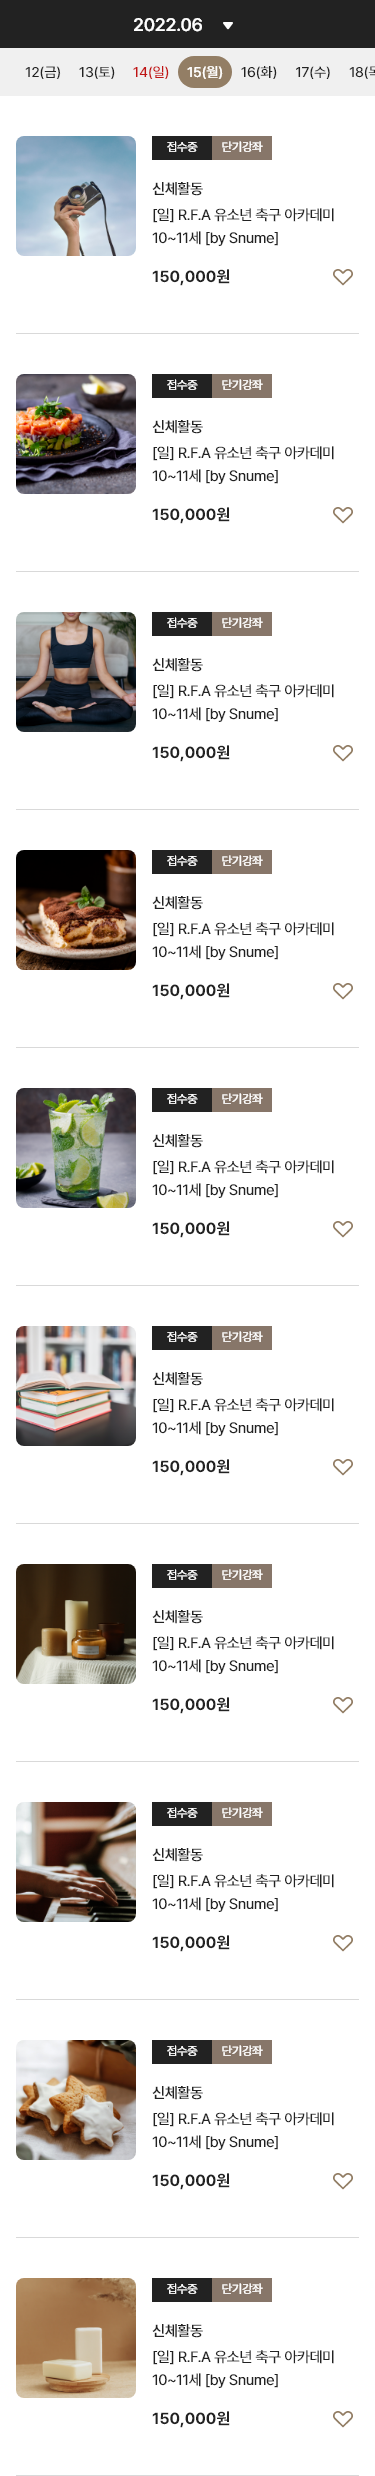 2022.06
12(금) 13(토) 14(일) 15(월) 16(화) 17(수) 18(
접수중 단기강좌
신체활동
[일] R.F.A 유소년 축구 아카데미
10~11세 [by Snume]
150,000원
접수중 단기강좌
신체활동
[일] R.F.A 유소년 축구 아카데미
10~11세 [by Snume]
150,000원
접수중 단기강좌
신체활동
[일] R.F.A 유소년 축구 아카데미
10~11세 [by Snume]
150,000원
접수중 단기강좌
신체활동
[일] R.F.A 유소년 축구 아카데미
10~11세 [by Snume]
150,000원
접수중 단기강좌
신체활동
[일] R.F.A 유소년 축구 아카데미
10~11세 [by Snume]
150,000원
접수중 단기강좌
신체활동
[일] R.F.A 유소년 축구 아카데미
10~11세 [by Snume]
150,000원
접수중 단기강좌
신체활동
[일] R.F.A 유소년 축구 아카데미
10~11세 [by Snume]
150,000원
접수중 단기강좌
신체활동
[일] R.F.A 유소년 축구 아카데미
10~11세 [by Snume]
150,000원
접수중 단기강좌
신체활동
[일] R.F.A 유소년 축구 아카데미
10~11세 [by Snume]
150,000원
접수중 단기강좌
신체활동
[일] R.F.A 유소년 축구 아카데미
10~11세 [by Snume]
150,000원